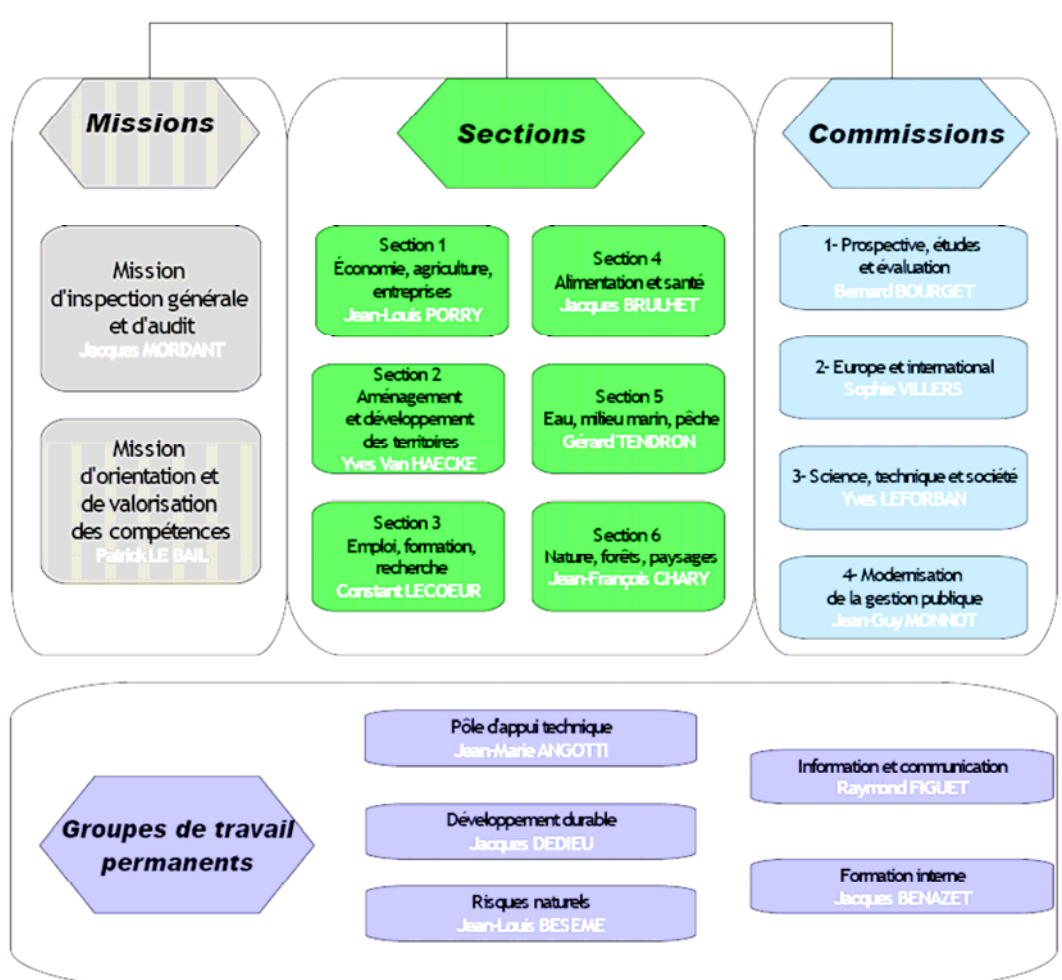 Missions
Mission
d'inspection générale
et d'audit
Jacques MORDANT
Mission
d'orientation et
de valorisation
des compétences
Patrick LE BAIL
Sections
Section 1
Économie, agriculture,
entreprises
Jean-Louis PORRY
Section 2
Aménagement
et développement
des territoires
Yves Van HAECKE
Section 3
Emploi, formation,
recherche
Constant LECOEUR
Section 4
Alimentation et santé
Jacques BRULHET
Section 5
Eau, milieu marin, pêche
Gérard TENDRON
Section 6
Nature, forêts, paysages
Jean-François CHARY
Commissions
1- Prospective, études
et évaluation
Bernard BOURGET
2- Europe et international
Sophie VILLERS
3- Science, technique et société
Yves LEFORBAN
4- Modernisation
de la gestion publique
Jean-Guy MONNOT
Groupes de travail
permanents
Pôle d'appui technique
Jean-Marie ANGOTTI
Développement durable
Jacques DEDIEU
Risques naturels
Jean-Louis BESEME
Information et communication
Raymond FIGUET
Formation interne
Jacques BENAZET